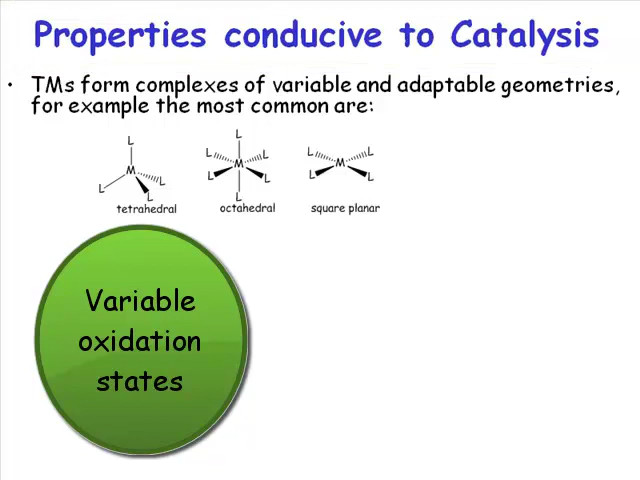 Properties conducive to Catalysis
• TMs form complexes of variable and adaptable geometries,
for example the most common are:
L
M
L
L
L
tetrahedral
L
L
L
M
L
L
L
octahedral
L
L
M
L
L
square planar
Variable
oxidation
states